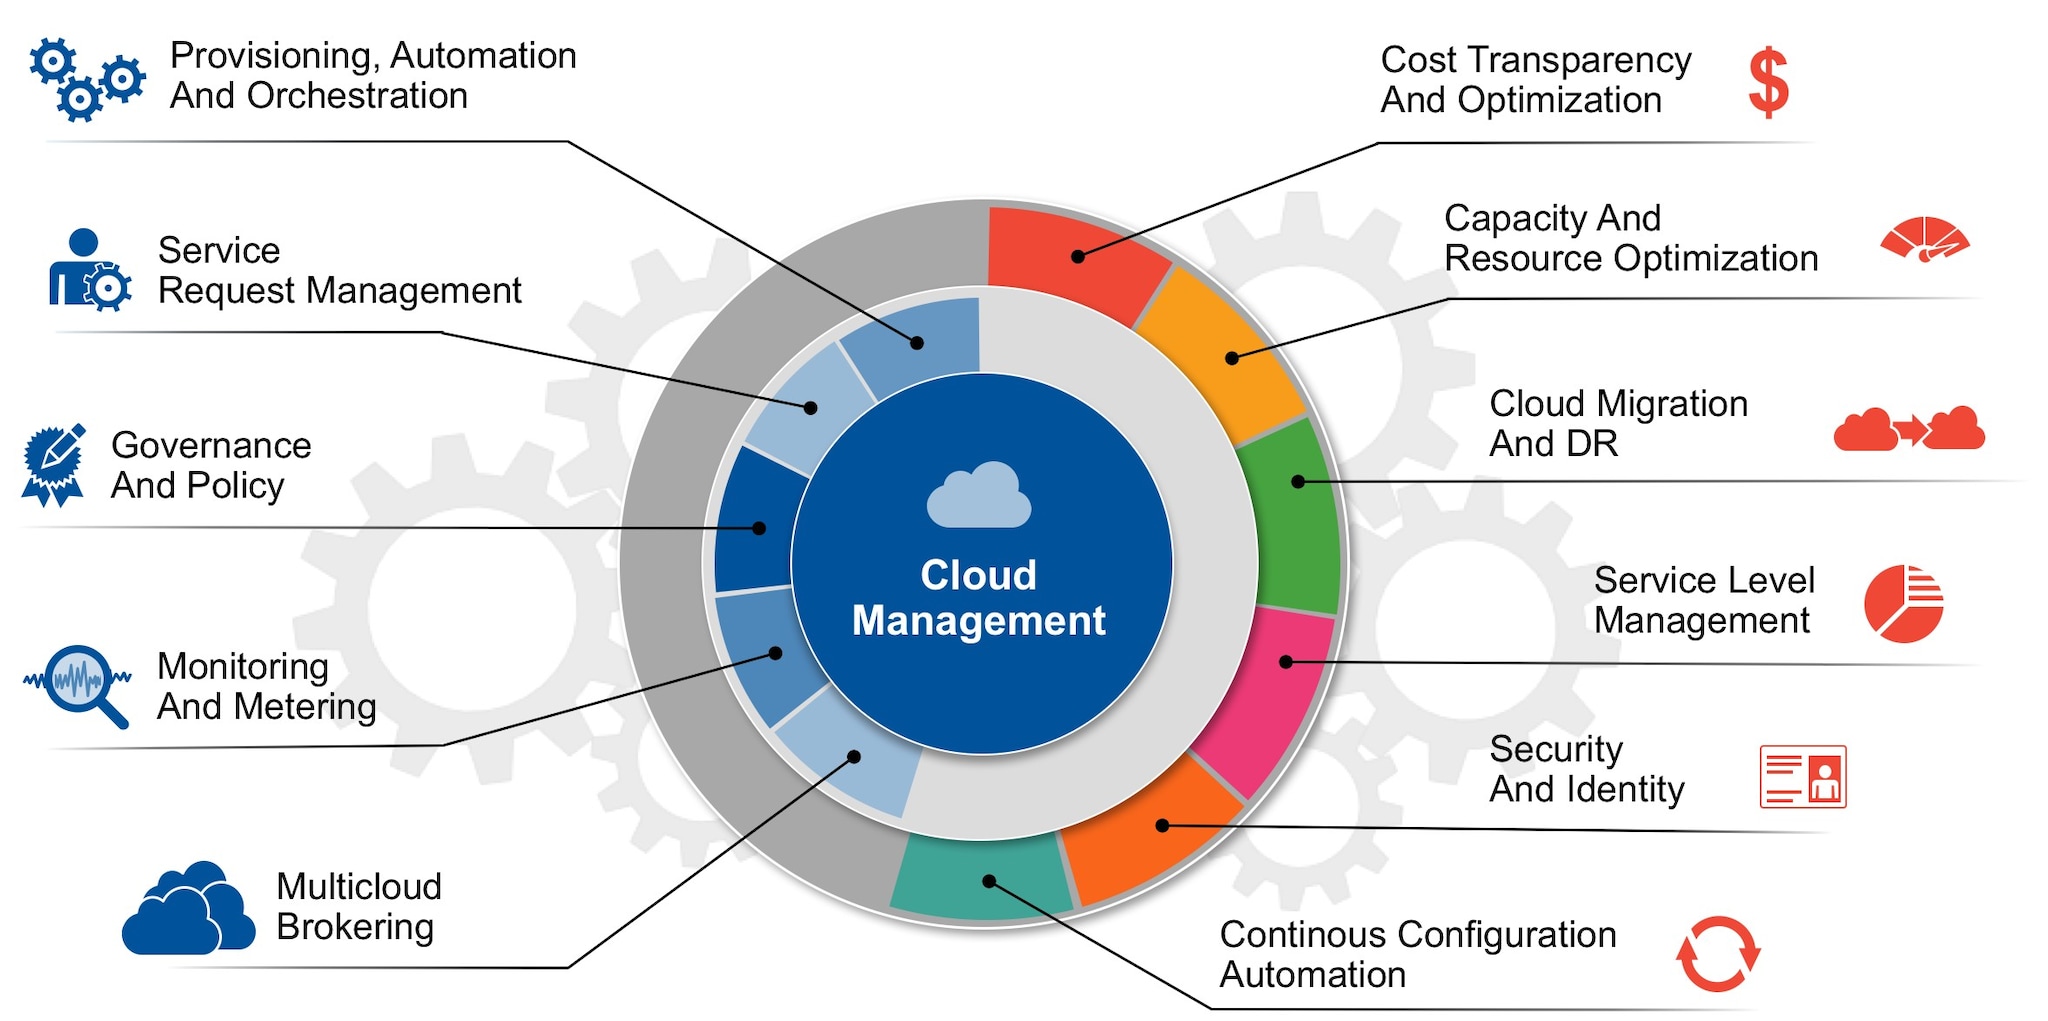 Provisioning, Automation
And Orchestration
Service
Request Management
Governance
And Policy
Monitoring
And Metering
Multicloud
Brokering
Cloud
Management
Cost Transparency
And Optimization
$
Capacity And
Resource Optimization
Cloud Migration
And DR
Service Level
Management
Security
And Identity
Continous Configuration
Automation